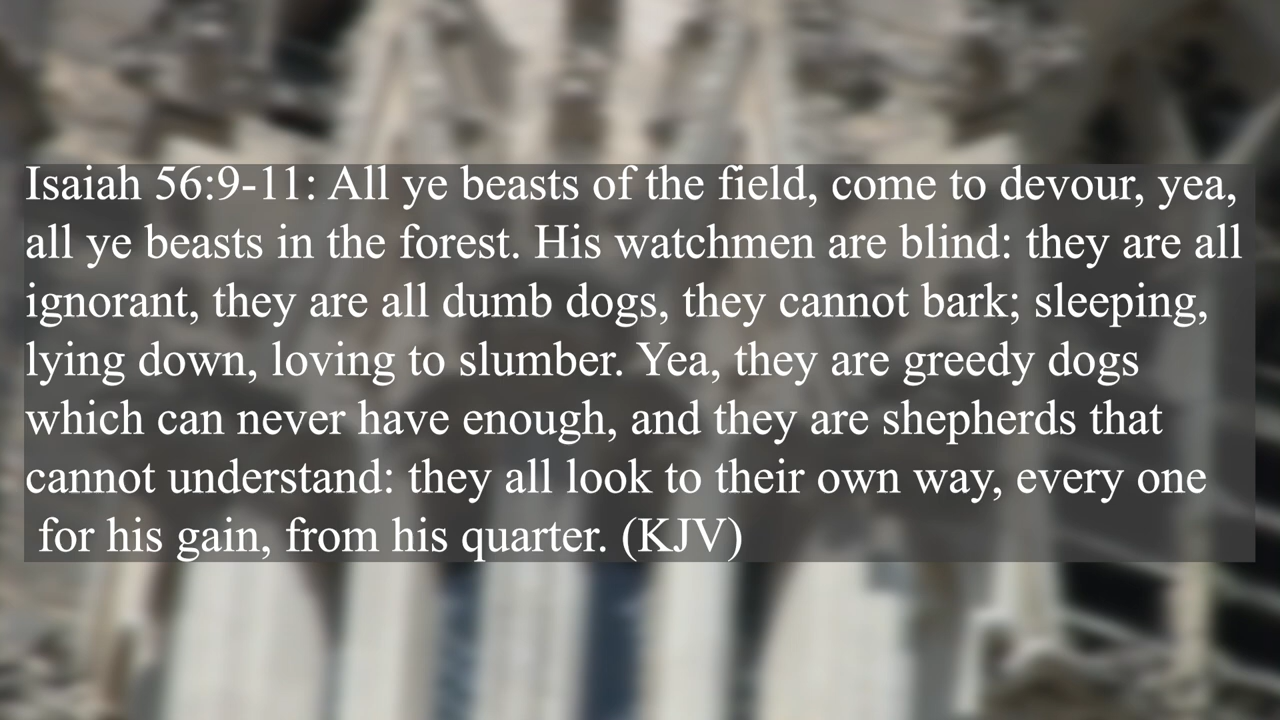 Isaiah 56:9-11: All ye beasts of the field, come to devour, yea,
all ye beasts in the forest. His watchmen are blind: they are all
ignorant, they are all dumb dogs, they cannot bark; sleeping,
lying down, loving to slumber. Yea, they are greedy dogs
which can never have enough, and they are shepherds that
cannot understand: they all look to their own way, every one
for his gain, from his quarter. (KJV)